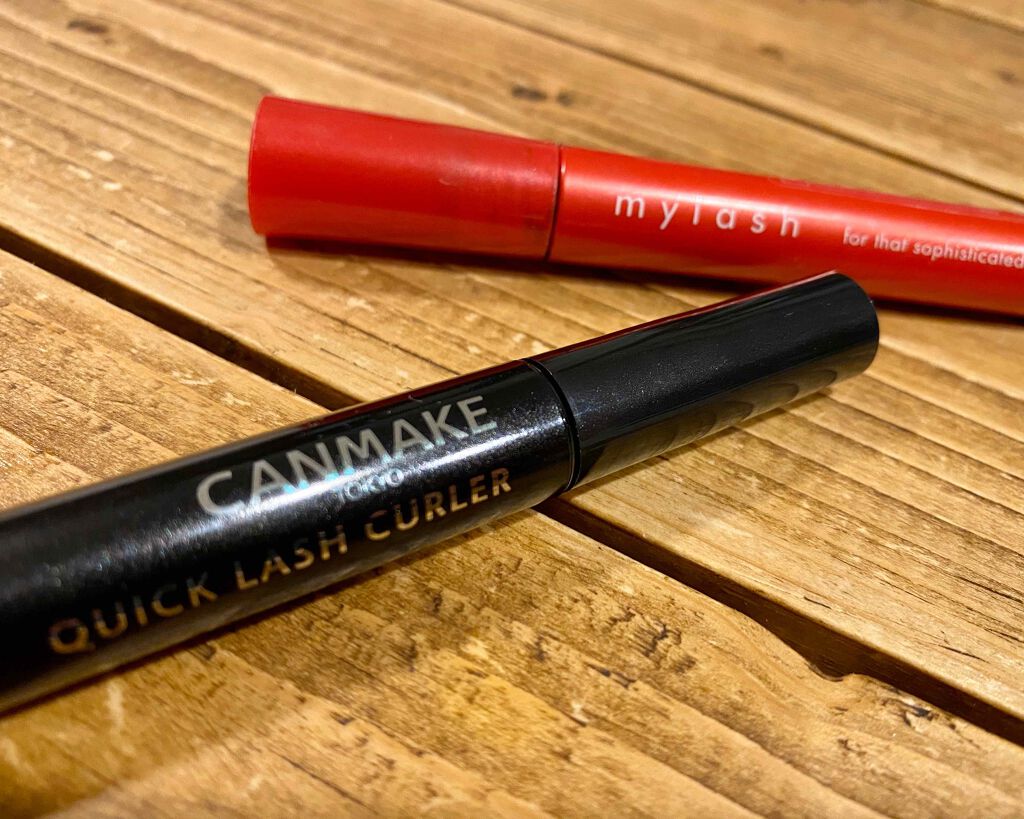 mylash
for that sophisticated
CANMAKE
TOKYO
QUICK LASH CURLER